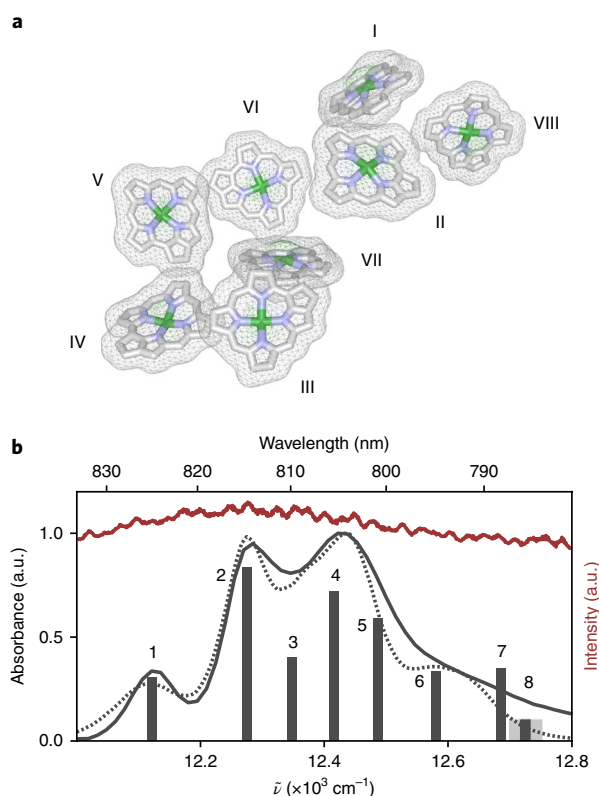 a
I
VI
VIII
V
II
VII
IV
III
b
Wavelength (nm)
830 820 810 800 790
Absorbance (a.u.)
Intensity (a.u.)
1.0
0.5
0.0
1 2 3 4 5 6 7 8
12.2 12.4 12.6 12.8
ν̃ (×10³ cm⁻¹)